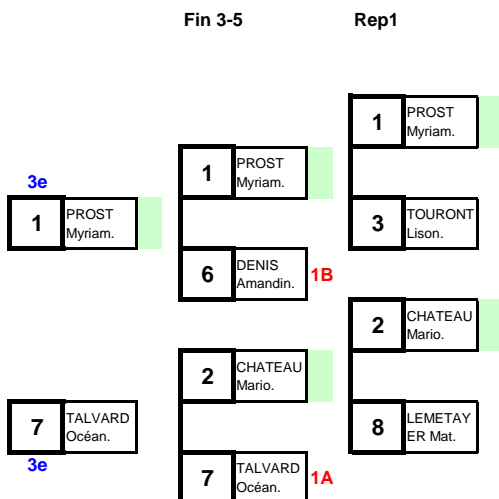 Fin 3-5
Rep1
1
PROST
Myriam.
1
PROST
Myriam.
3e
1
PROST
Myriam.
3
TOURONT
Lison.
6
DENIS
Amandin.
1B
2
CHATEAU
Mario.
2
CHATEAU
Mario.
7
TALVARD
Océan.
3e
8
LEMETAY
ER Mat.
7
TALVARD
Océan.
1A